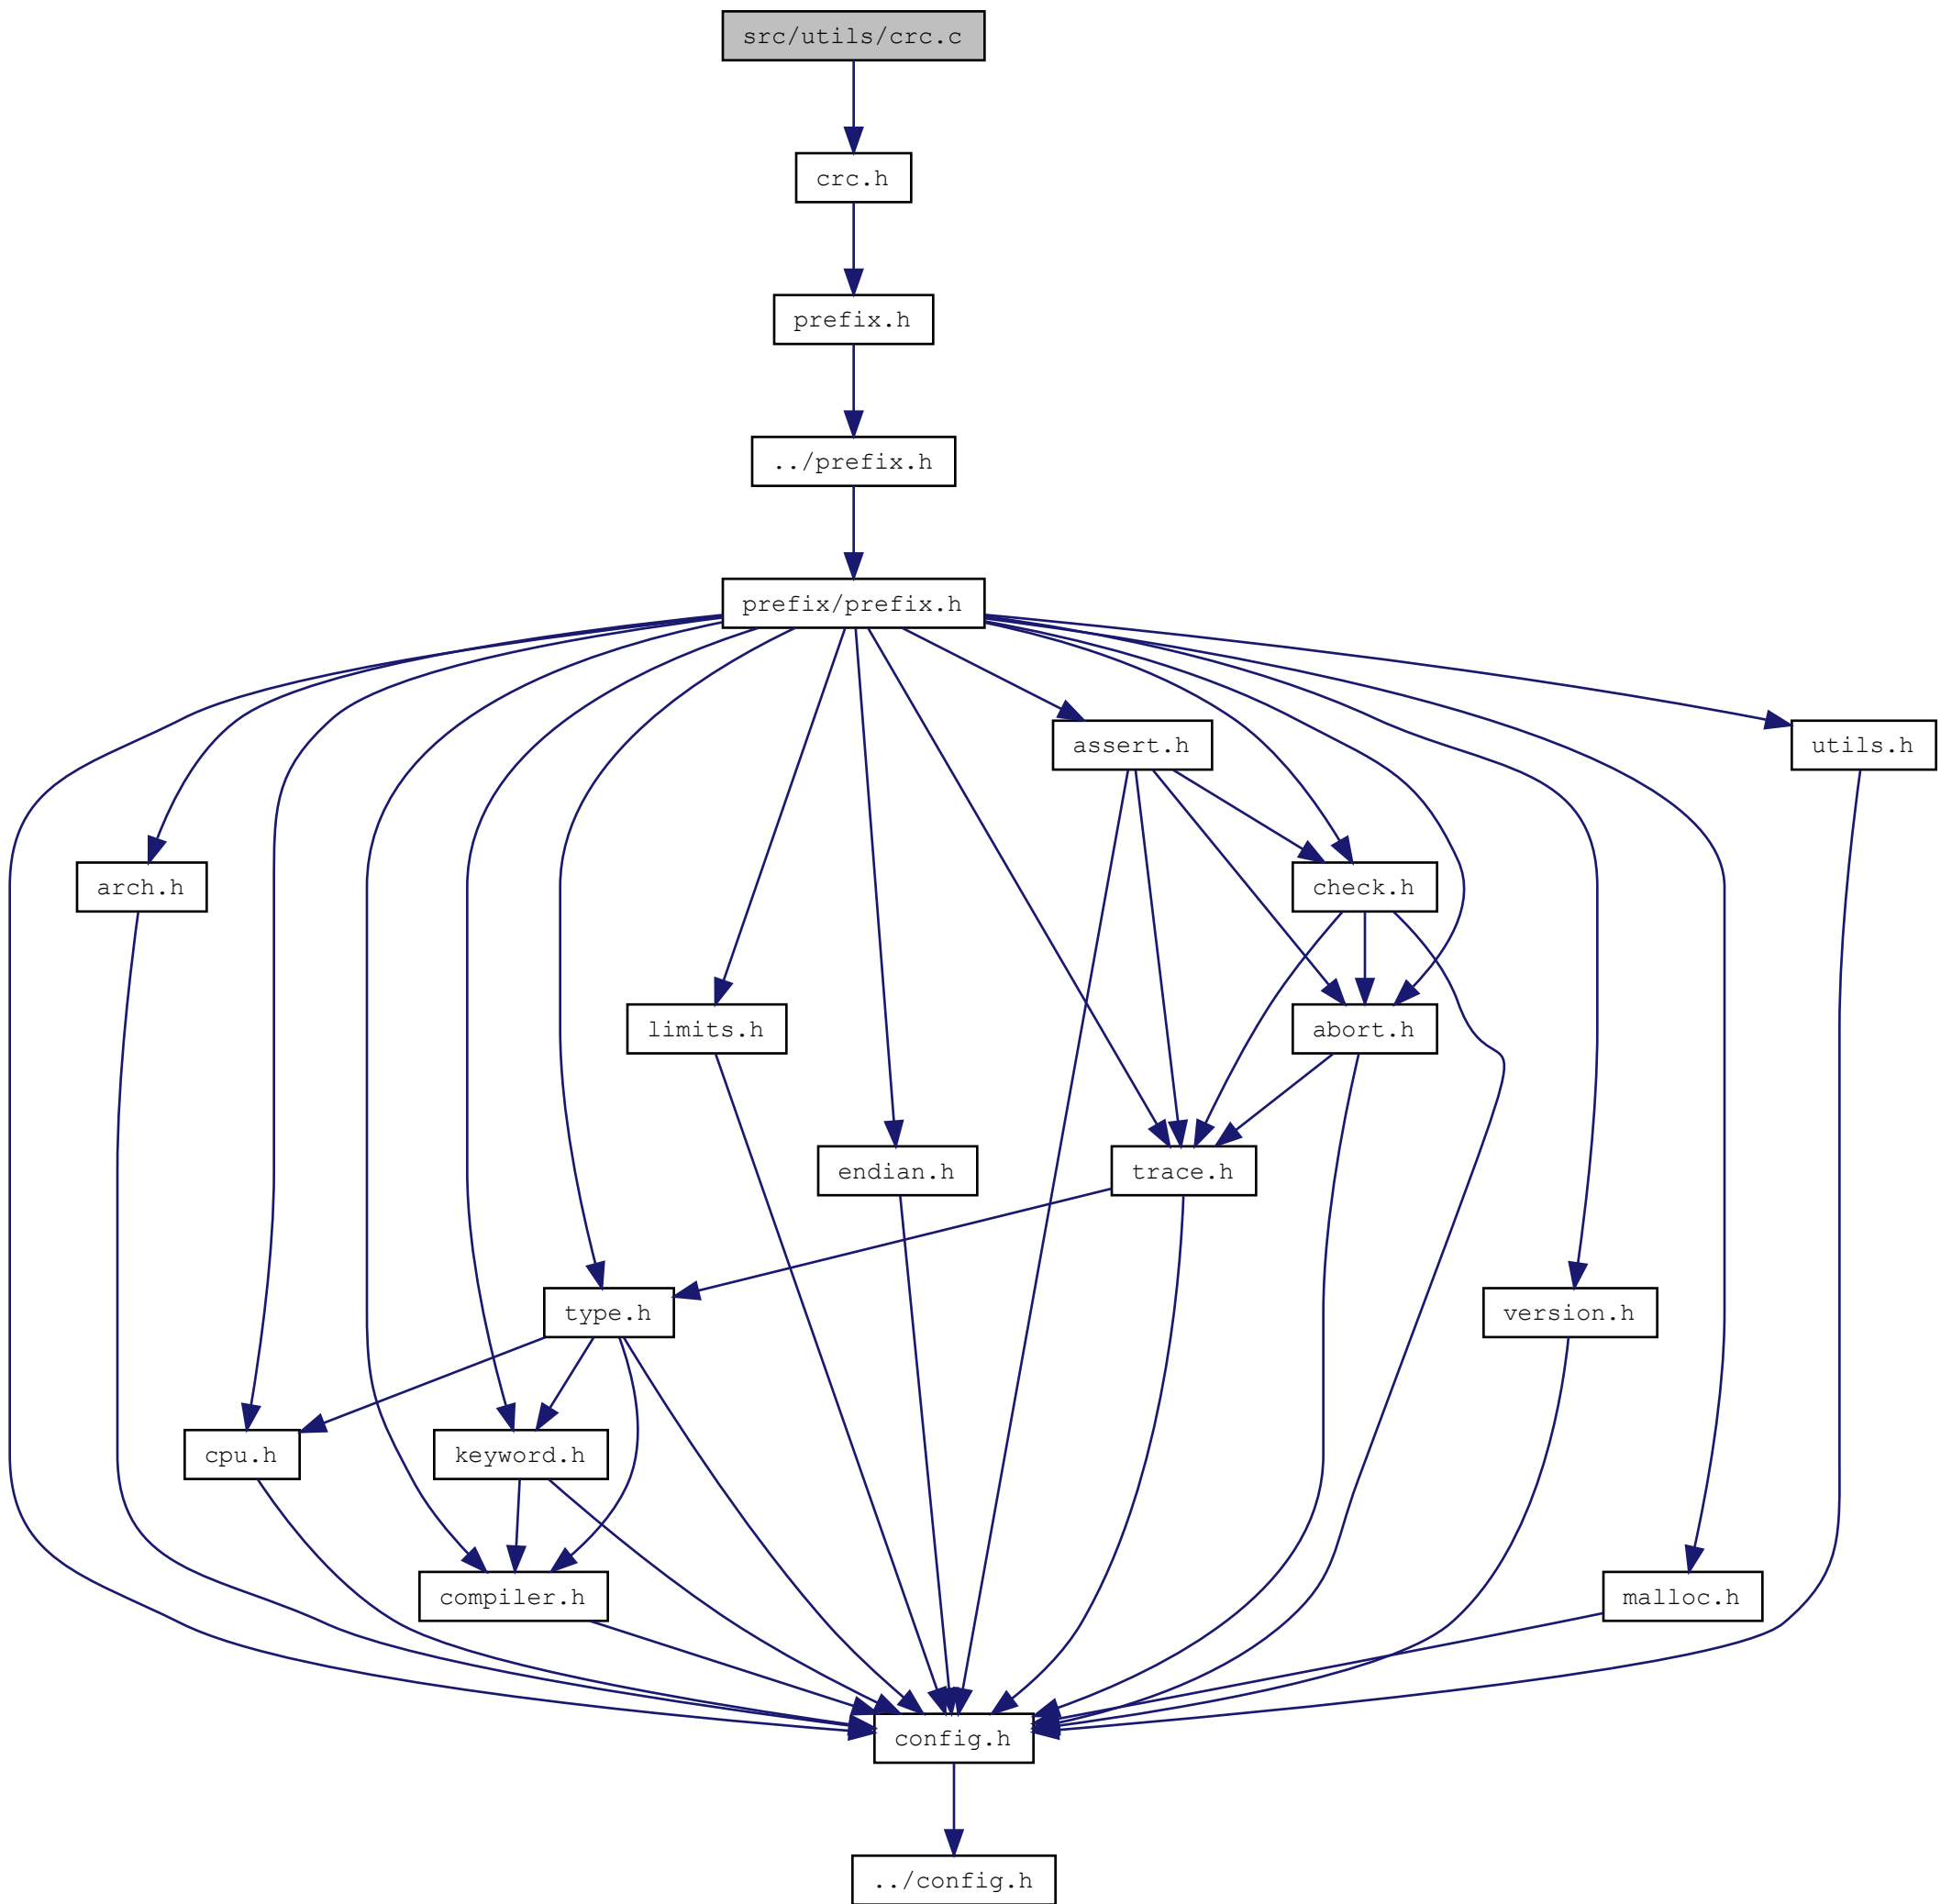 src/utils/crc.c
crc.h
prefix.h
../prefix.h
prefix/prefix.h
assert.h
utils.h
arch.h
check.h
limits.h
abort.h
endian.h
trace.h
type.h
version.h
cpu.h
keyword.h
compiler.h
malloc.h
config.h
../config.h